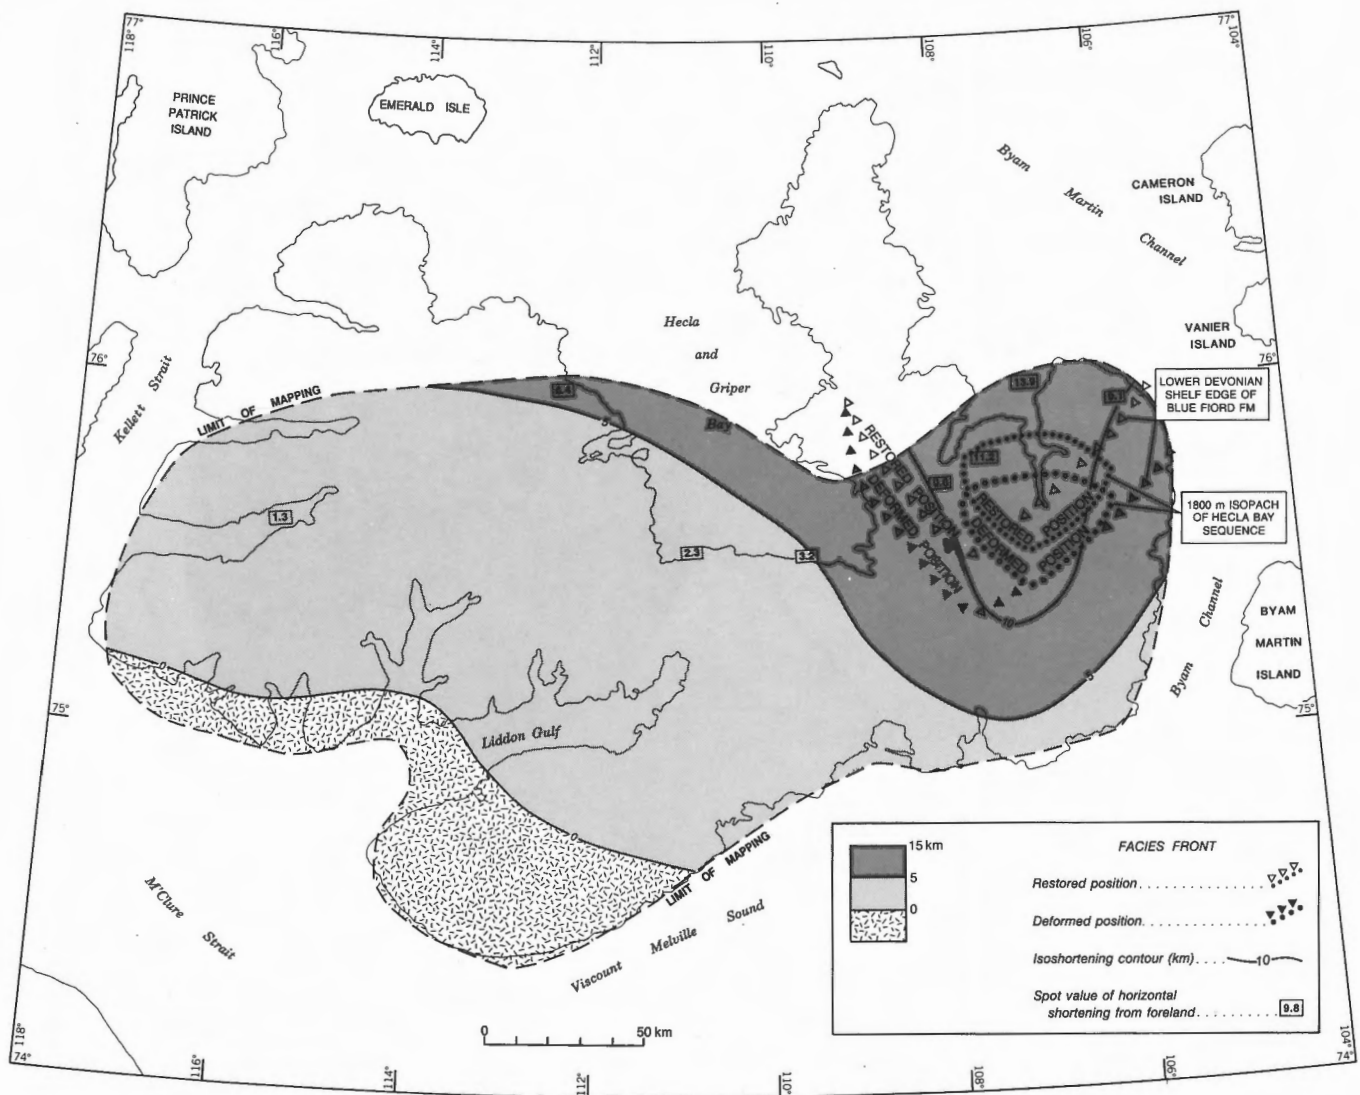 77°
118°
116°
114°
112°
110°
108°
106°
77°
104°
PRINCE
PATRICK
ISLAND
EMERALD ISLE
Byam
Martin
Channel
CAMERON
ISLAND
VANIER
ISLAND
Hecla
and
Griper
Bay
76°
76°
Kellett Strait
LIMIT OF MAPPING
6.4
5
13.9
9.1
LOWER DEVONIAN
SHELF EDGE OF
BLUE FIORD FM
RESTORED POSITION
DEFORMED POSITION
RESTORED POSITION
DEFORMED POSITION
1800 m ISOPACH
OF HECLA BAY
SEQUENCE
1.3
2.3
10
5
0
0
Byam Channel
BYAM
MARTIN
ISLAND
75°
75°
Liddon Gulf
LIMIT OF MAPPING
M'Clure
Strait
Viscount Melville Sound
15 km
5
0
FACIES FRONT
Restored position
Deformed position
Isoshortening contour (km) 10
Spot value of horizontal
shortening from foreland 9.8
0 50 km
118°
74°
116°
114°
112°
110°
108°
106°
104°
74°